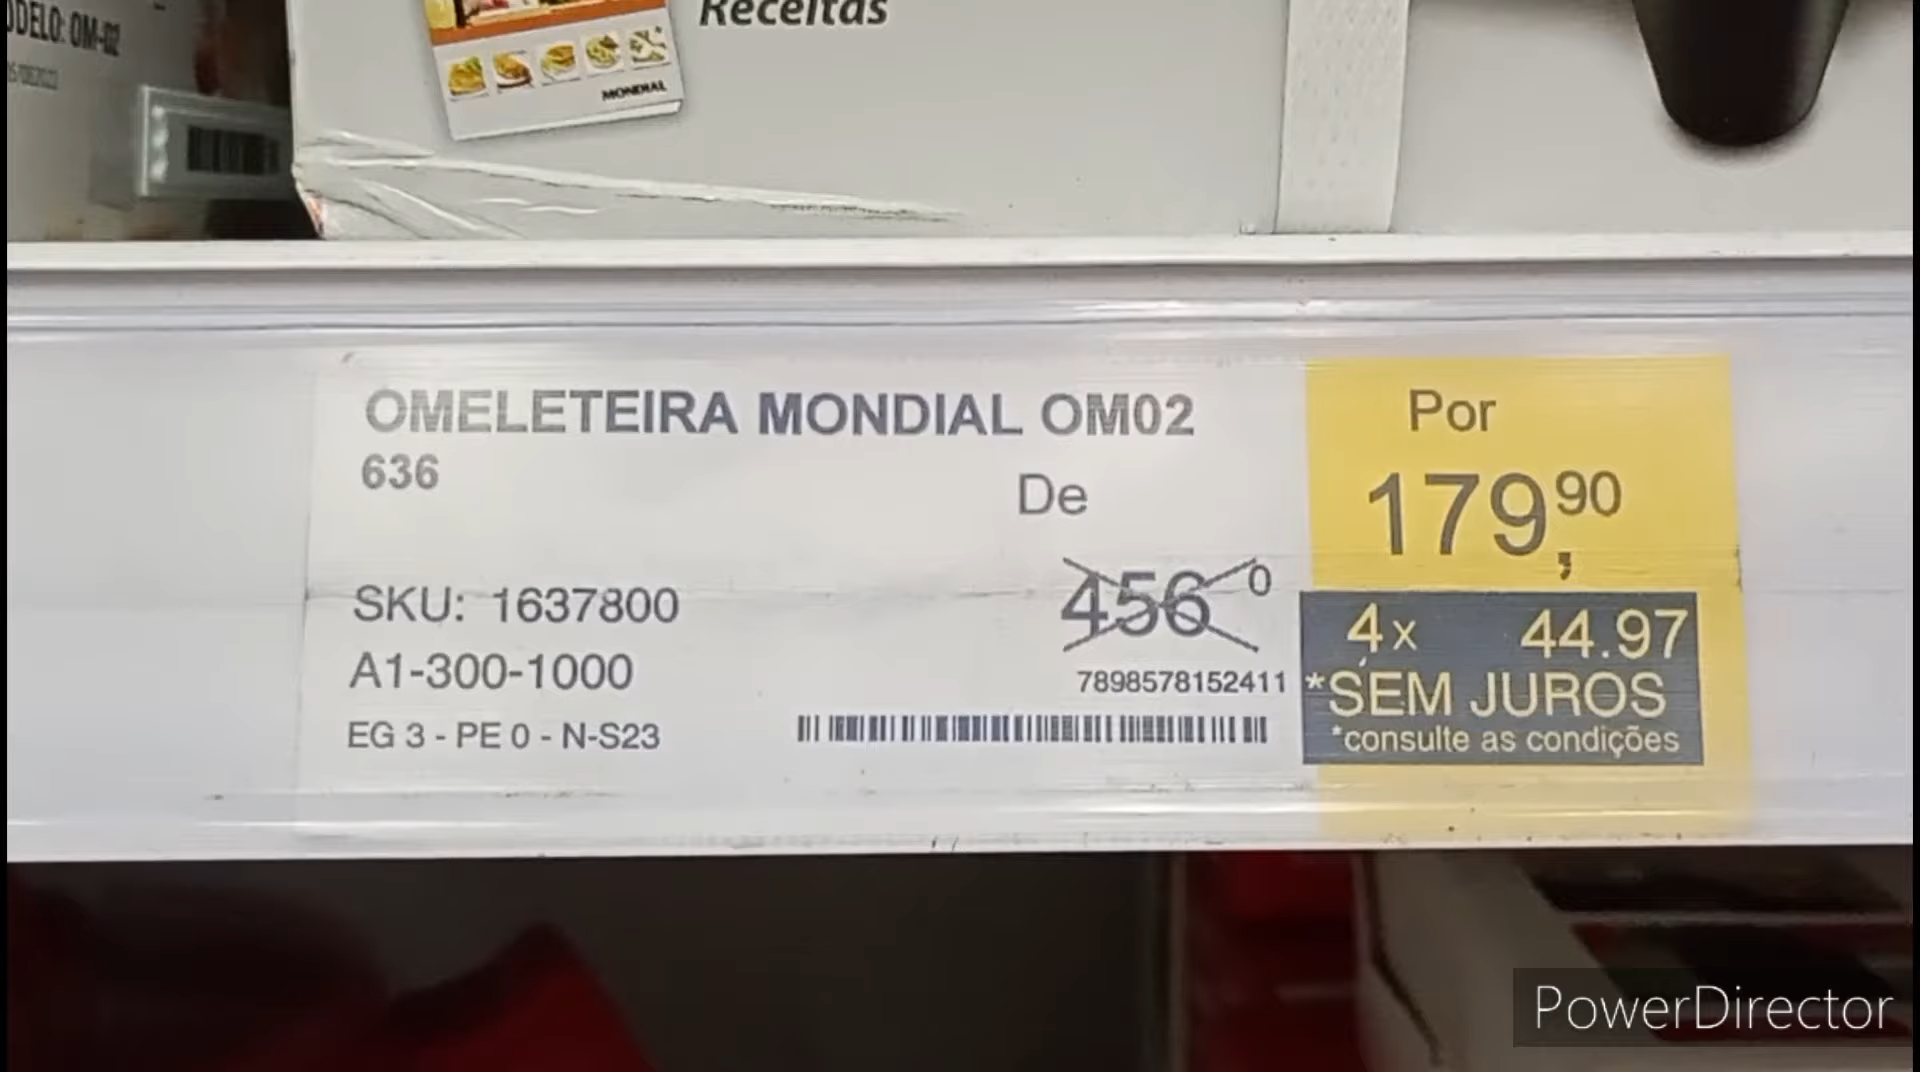 Receitas
MONDIAL
OMELETEIRA MONDIAL OM02
636
De
456 0
Por
179,90
SKU: 1637800
A1-300-1000
EG 3 - PE 0 - N-S23
7898578152411
4x 44.97
*SEM JUROS
*consulte as condições
PowerDirector